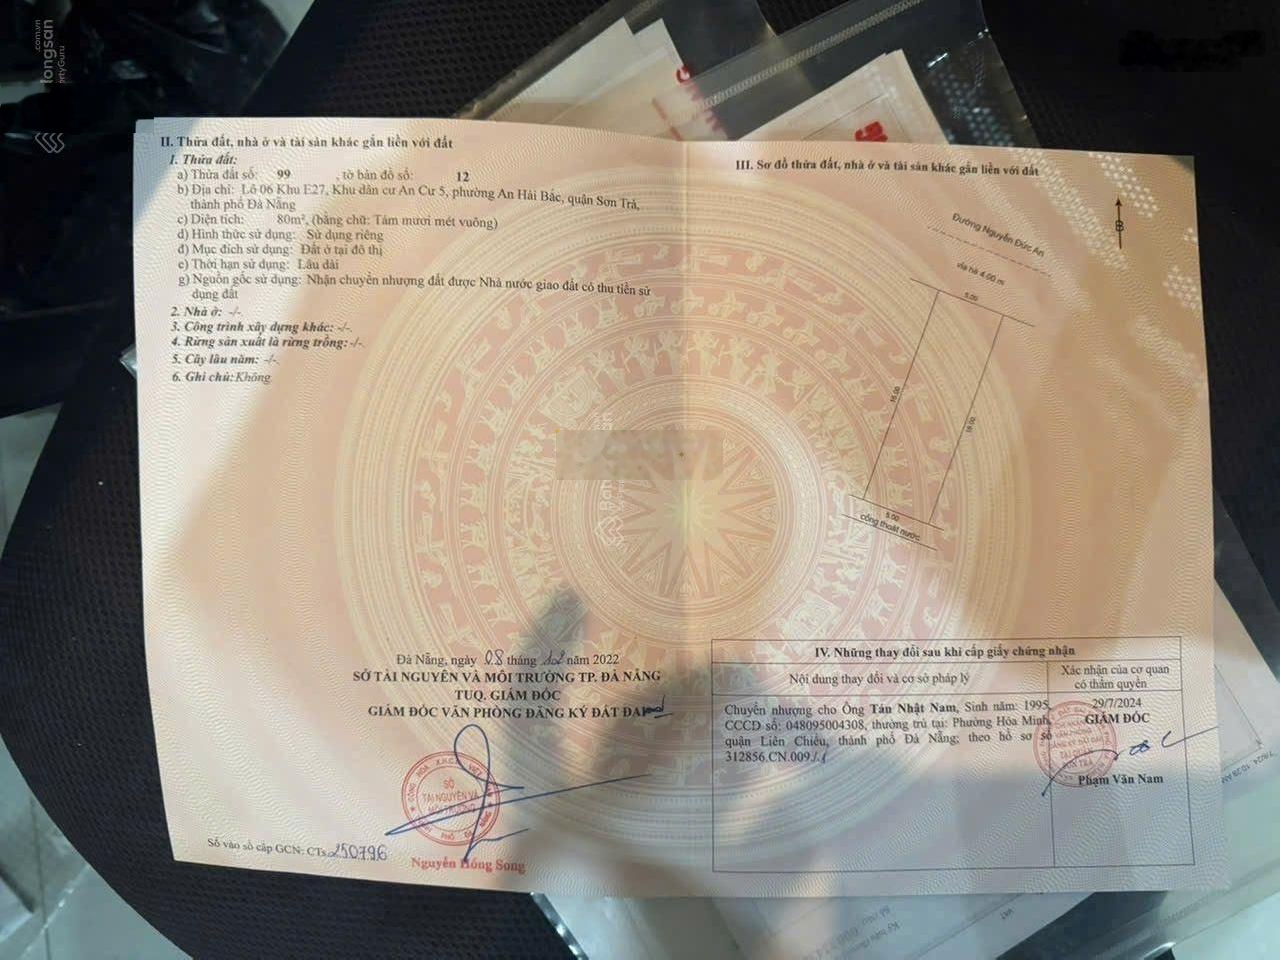 II. Thửa đất, nhà ở và tài sản khác gắn liền với đất
1. Thửa đất:
a) Thửa đất số: 99 , tờ bản đồ số: 12
b) Địa chỉ: Lô 06 Khu E27, Khu dân cư An Cư 5, phường An Hải Bắc, quận Sơn Trà,
thành phố Đà Nẵng
c) Diện tích: 80m², (bằng chữ: Tám mươi mét vuông)
d) Hình thức sử dụng: Sử dụng riêng
đ) Mục đích sử dụng: Đất ở tại đô thị
e) Thời hạn sử dụng: Lâu dài
g) Nguồn gốc sử dụng: Nhận chuyển nhượng đất được Nhà nước giao đất có thu tiền sử
dụng đất
2. Nhà ở: -/-.
3. Công trình xây dựng khác: -/-.
4. Rừng sản xuất là rừng trồng: -/-.
5. Cây lâu năm: -/-.
6. Ghi chú: Không
Đà Nẵng, ngày 08 tháng 12 năm 2022
SỞ TÀI NGUYÊN VÀ MÔI TRƯỜNG TP. ĐÀ NẴNG
TUQ. GIÁM ĐỐC
GIÁM ĐỐC VĂN PHÒNG ĐĂNG KÝ ĐẤT ĐAI
SỞ
TÀI NGUYÊN VÀ
MÔI TRƯỜNG
Nguyễn Hồng Song
Số vào sổ cấp GCN: CTs 250796
III. Sơ đồ thửa đất, nhà ở và tài sản khác gắn liền với đất
B
Đường Nguyễn Đức An
vỉa hè 4.00 m
5.00
16.00
16.00
5.00
cống thoát nước
IV. Những thay đổi sau khi cấp giấy chứng nhận
Nội dung thay đổi và cơ sở pháp lý
Xác nhận của cơ quan
có thẩm quyền
Chuyển nhượng cho Ông Tán Nhật Nam, Sinh năm: 1995,
CCCD số: 048095004308, thường trú tại: Phường Hòa Minh,
quận Liên Chiểu, thành phố Đà Nẵng; theo hồ sơ số
312856.CN.009./.
29/7/2024
GIÁM ĐỐC
Phạm Văn Nam